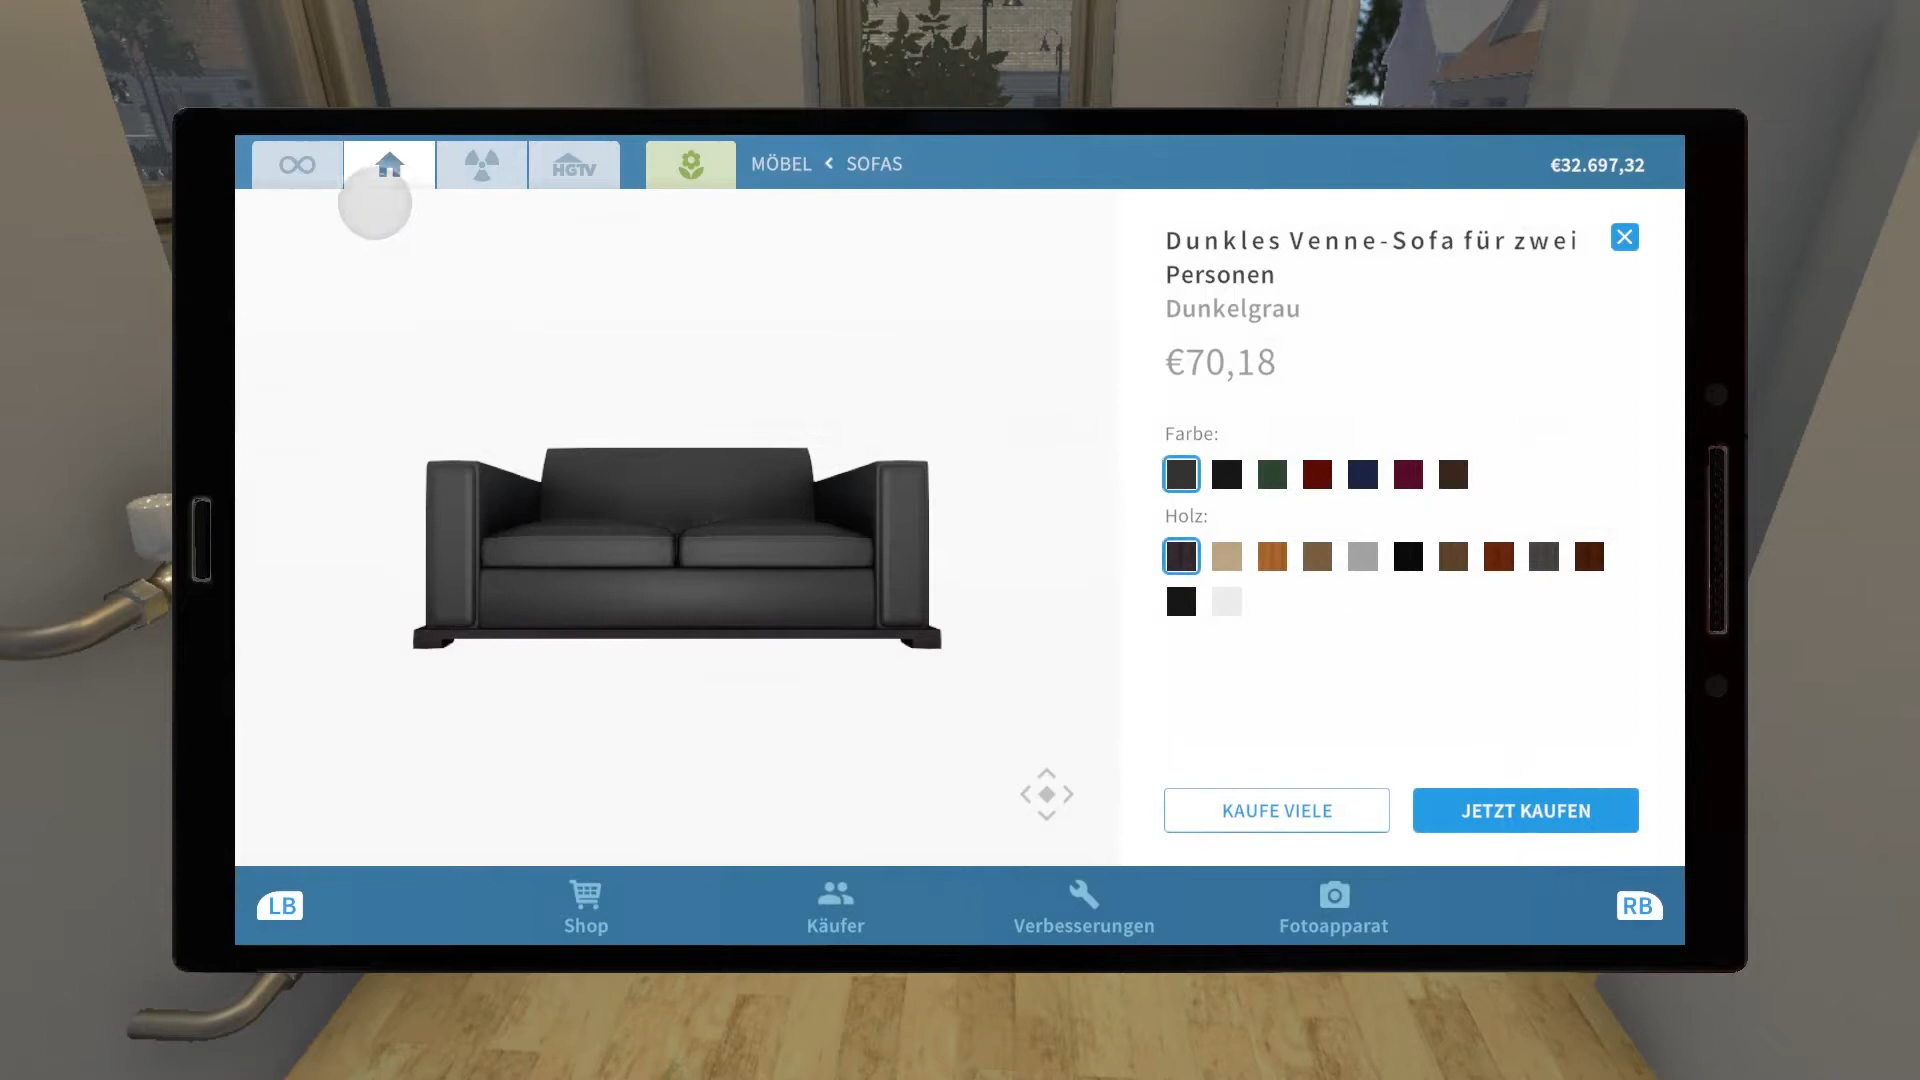 HGTV
MÖBEL < SOFAS
€32.697,32
Dunkles Venne-Sofa für zwei
Personen
Dunkelgrau
€70,18
Farbe:
Holz:
KAUFE VIELE
JETZT KAUFEN
LB
Shop
Käufer
Verbesserungen
Fotoapparat
RB